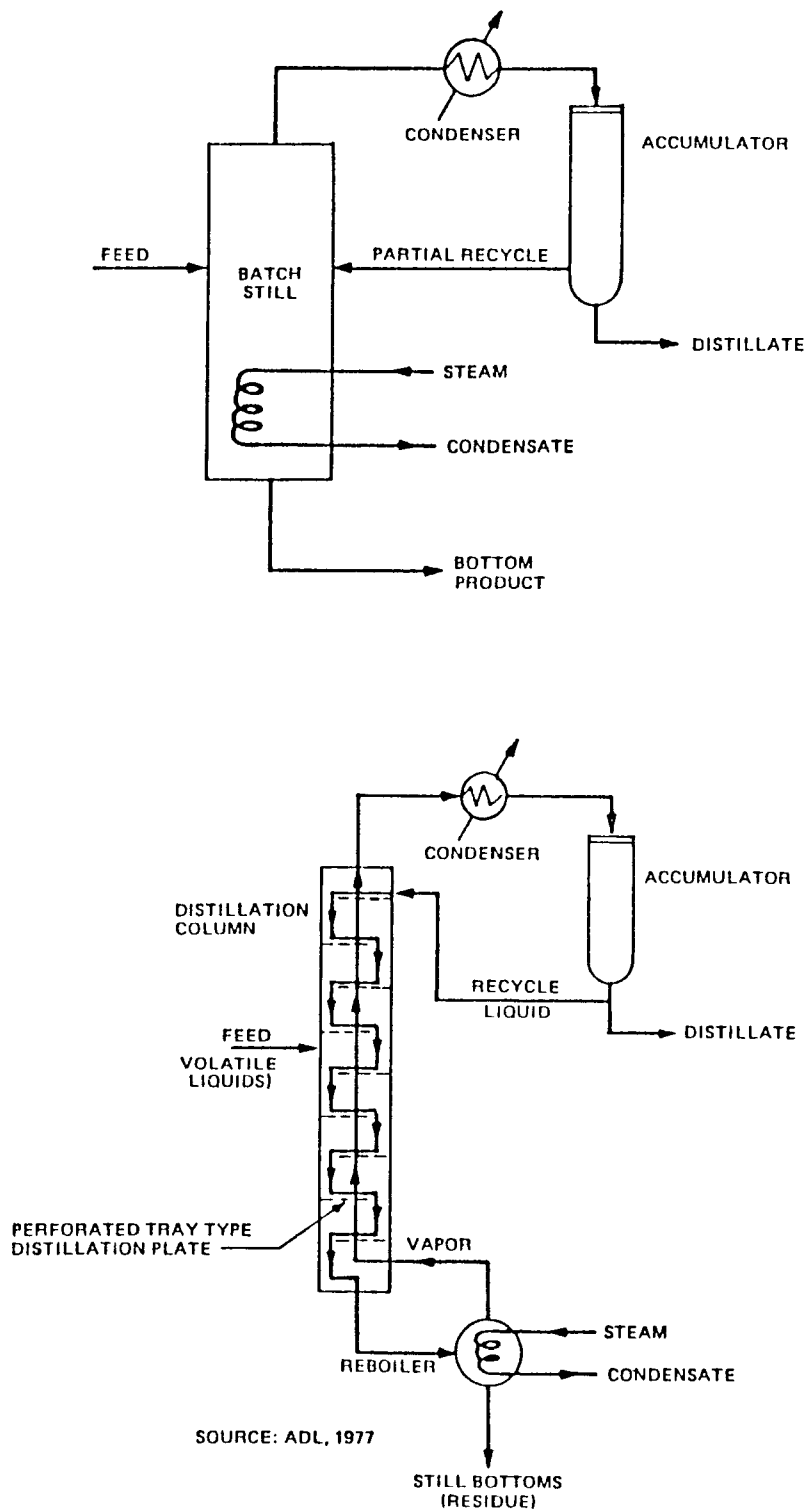 CONDENSER
ACCUMULATOR
FEED
PARTIAL RECYCLE
BATCH
STILL
DISTILLATE
STEAM
CONDENSATE
BOTTOM
PRODUCT
CONDENSER
ACCUMULATOR
DISTILLATION
COLUMN
RECYCLE
LIQUID
FEED
DISTILLATE
VOLATILE
LIQUIDS)
PERFORATED TRAY TYPE
DISTILLATION PLATE
VAPOR
STEAM
REBOILER
CONDENSATE
SOURCE: ADL, 1977
STILL BOTTOMS
(RESIDUE)